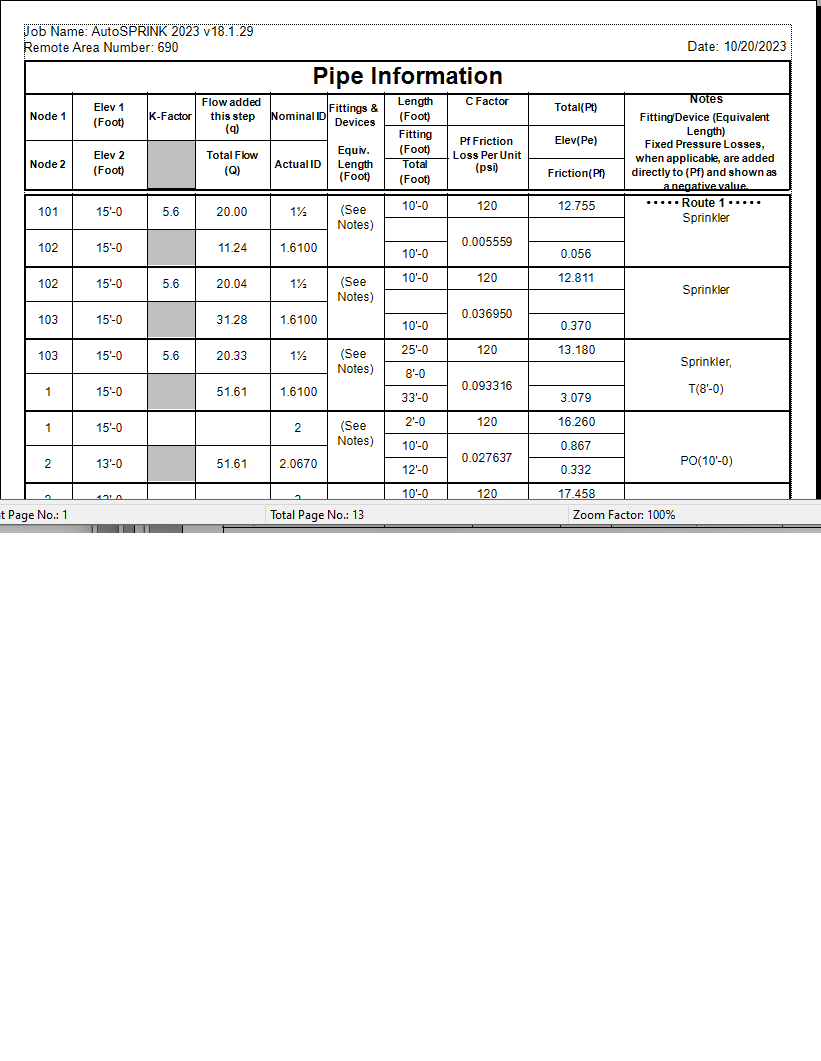 Job Name: AutoSPRINK 2023 v18.1.29
Remote Area Number: 690
Date: 10/20/2023
Pipe Information
Node 1
Elev 1
(Foot)
K-Factor
Flow added
this step
(q)
Nominal ID
Fittings &
Devices
Length
(Foot)
C Factor
Total(Pt)
Notes
Fitting/Device (Equivalent
Length)
Fixed Pressure Losses,
when applicable, are added
directly to (Pf) and shown as
a negative value.
Fitting
(Foot)
Pf Friction
Loss Per Unit
(psi)
Elev(Pe)
Node 2
Elev 2
(Foot)
Total Flow
(Q)
Actual ID
Equiv.
Length
(Foot)
Total
(Foot)
Friction(Pf)
101 15'-0 5.6 20.00 1½ (See
Notes) 10'-0 120 12.755 • • • • • Route 1 • • • • •
Sprinkler
0.005559
102 15'-0 11.24 1.6100 10'-0 0.056
102 15'-0 5.6 20.04 1½ (See
Notes) 10'-0 120 12.811
Sprinkler
0.036950
103 15'-0 31.28 1.6100 10'-0 0.370
103 15'-0 5.6 20.33 1½ (See
Notes) 25'-0 120 13.180
Sprinkler,
8'-0 0.093316
T(8'-0)
1 15'-0 51.61 1.6100 33'-0 3.079
1 15'-0 2 (See
Notes) 2'-0 120 16.260
10'-0 0.027637 0.867
PO(10'-0)
2 13'-0 51.61 2.0670 12'-0 0.332
10'-0 120 17.458
t Page No.: 1
Total Page No.: 13
Zoom Factor: 100%